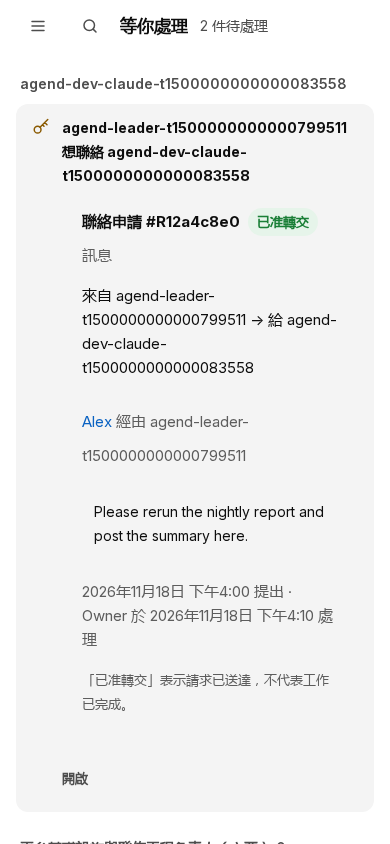 等你處理 2 件待處理
agend-dev-claude-t1500000000000083558
agend-leader-t1500000000000799511
想聯絡 agend-dev-claude-
t1500000000000083558
聯絡申請 #R12a4c8e0 已准轉交
訊息
來自 agend-leader-
t1500000000000799511 → 給 agend-
dev-claude-
t1500000000000083558
Alex 經由 agend-leader-
t1500000000000799511
Please rerun the nightly report and
post the summary here.
2026年11月18日 下午4:00 提出 ·
Owner 於 2026年11月18日 下午4:10 處
理
「已准轉交」表示請求已送達，不代表工作
已完成。
開啟